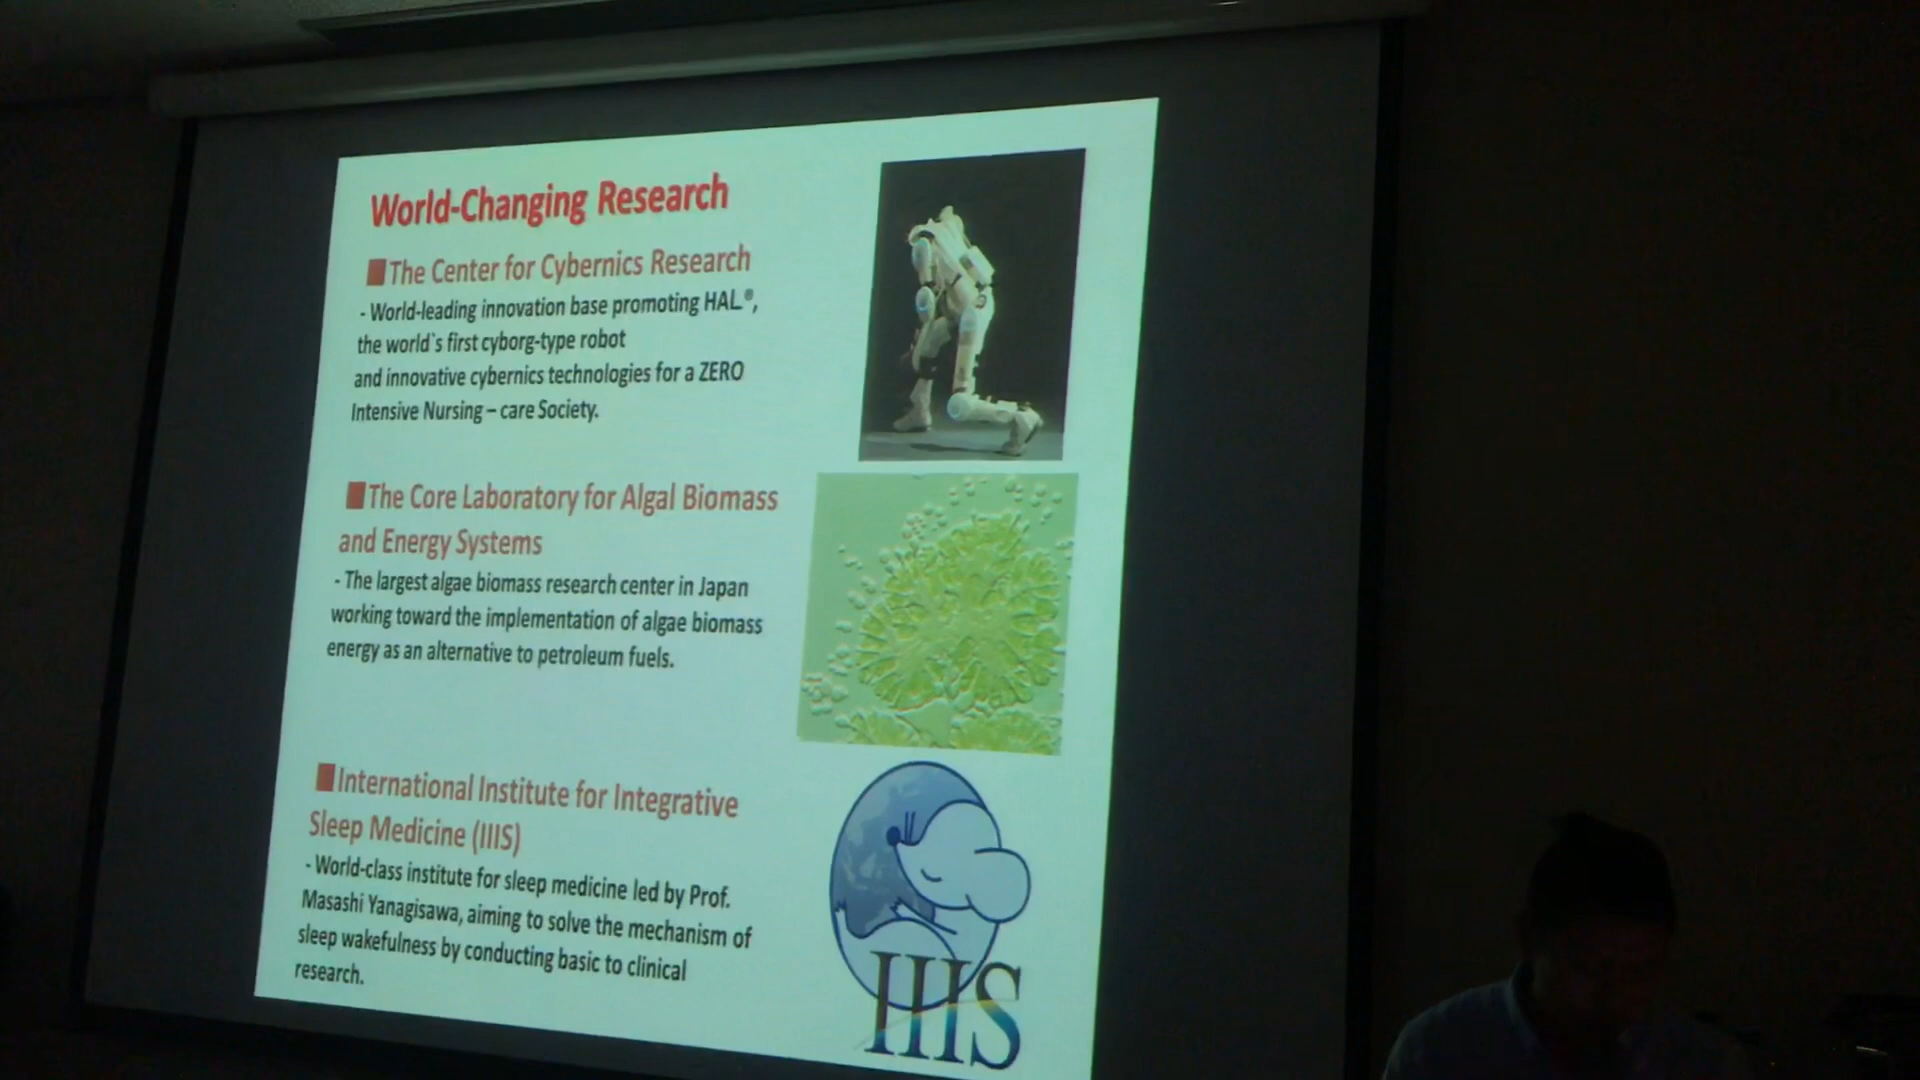 World-Changing Research
■The Center for Cybernics Research
- World-leading innovation base promoting HAL®,
the world`s first cyborg-type robot
and innovative cybernics technologies for a ZERO
Intensive Nursing – care Society.
■The Core Laboratory for Algal Biomass
and Energy Systems
- The largest algae biomass research center in Japan
working toward the implementation of algae biomass
energy as an alternative to petroleum fuels.
■International Institute for Integrative
Sleep Medicine (IIIS)
- World-class institute for sleep medicine led by Prof.
Masashi Yanagisawa, aiming to solve the mechanism of
sleep wakefulness by conducting basic to clinical
research.
IIIS